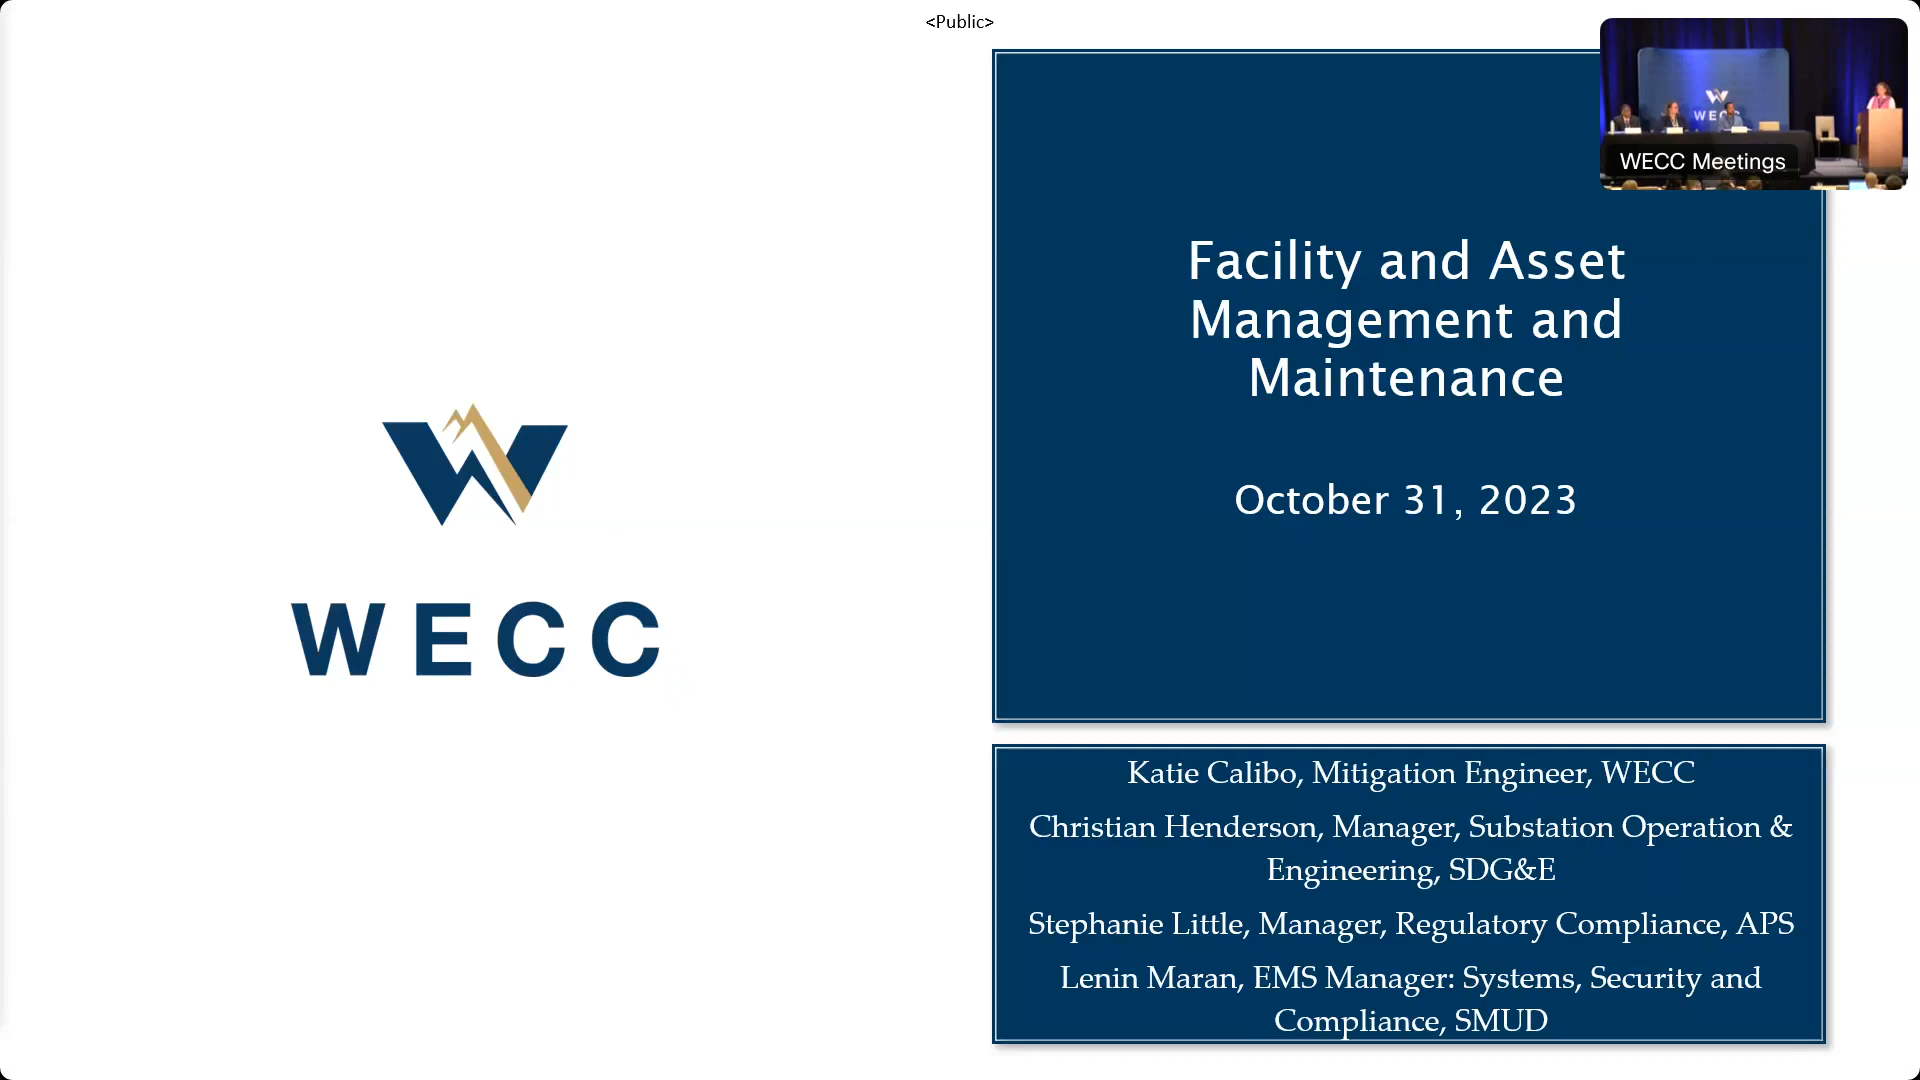 <Public>
WECC
WECC Meetings
Facility and Asset
Management and
Maintenance
October 31, 2023
WECC
Katie Calibo, Mitigation Engineer, WECC
Christian Henderson, Manager, Substation Operation &
Engineering, SDG&E
Stephanie Little, Manager, Regulatory Compliance, APS
Lenin Maran, EMS Manager: Systems, Security and
Compliance, SMUD